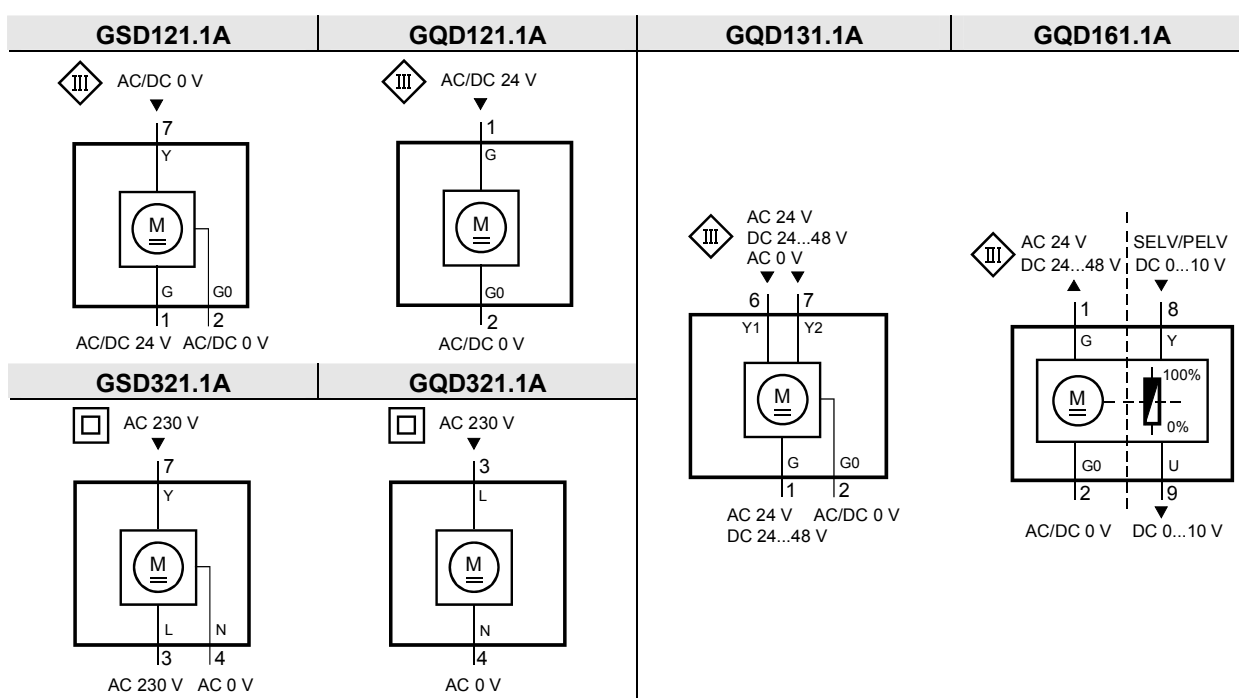 GSD121.1A
III AC/DC 0 V
7
Y
M
G G0
1 2
AC/DC 24 V AC/DC 0 V
GQD121.1A
III AC/DC 24 V
1
G
M
G0
2
AC/DC 0 V
GSD321.1A
AC 230 V
7
Y
M
L N
3 4
AC 230 V AC 0 V
GQD321.1A
AC 230 V
3
L
M
N
4
AC 0 V
GQD131.1A
III
AC 24 V
DC 24...48 V
AC 0 V
6 7
Y1 Y2
M
G G0
1 2
AC 24 V AC/DC 0 V
DC 24...48 V
GQD161.1A
III
AC 24 V SELV/PELV
DC 24...48 V DC 0...10 V
1 8
G Y
100%
M
0%
G0 U
2 9
AC/DC 0 V DC 0...10 V